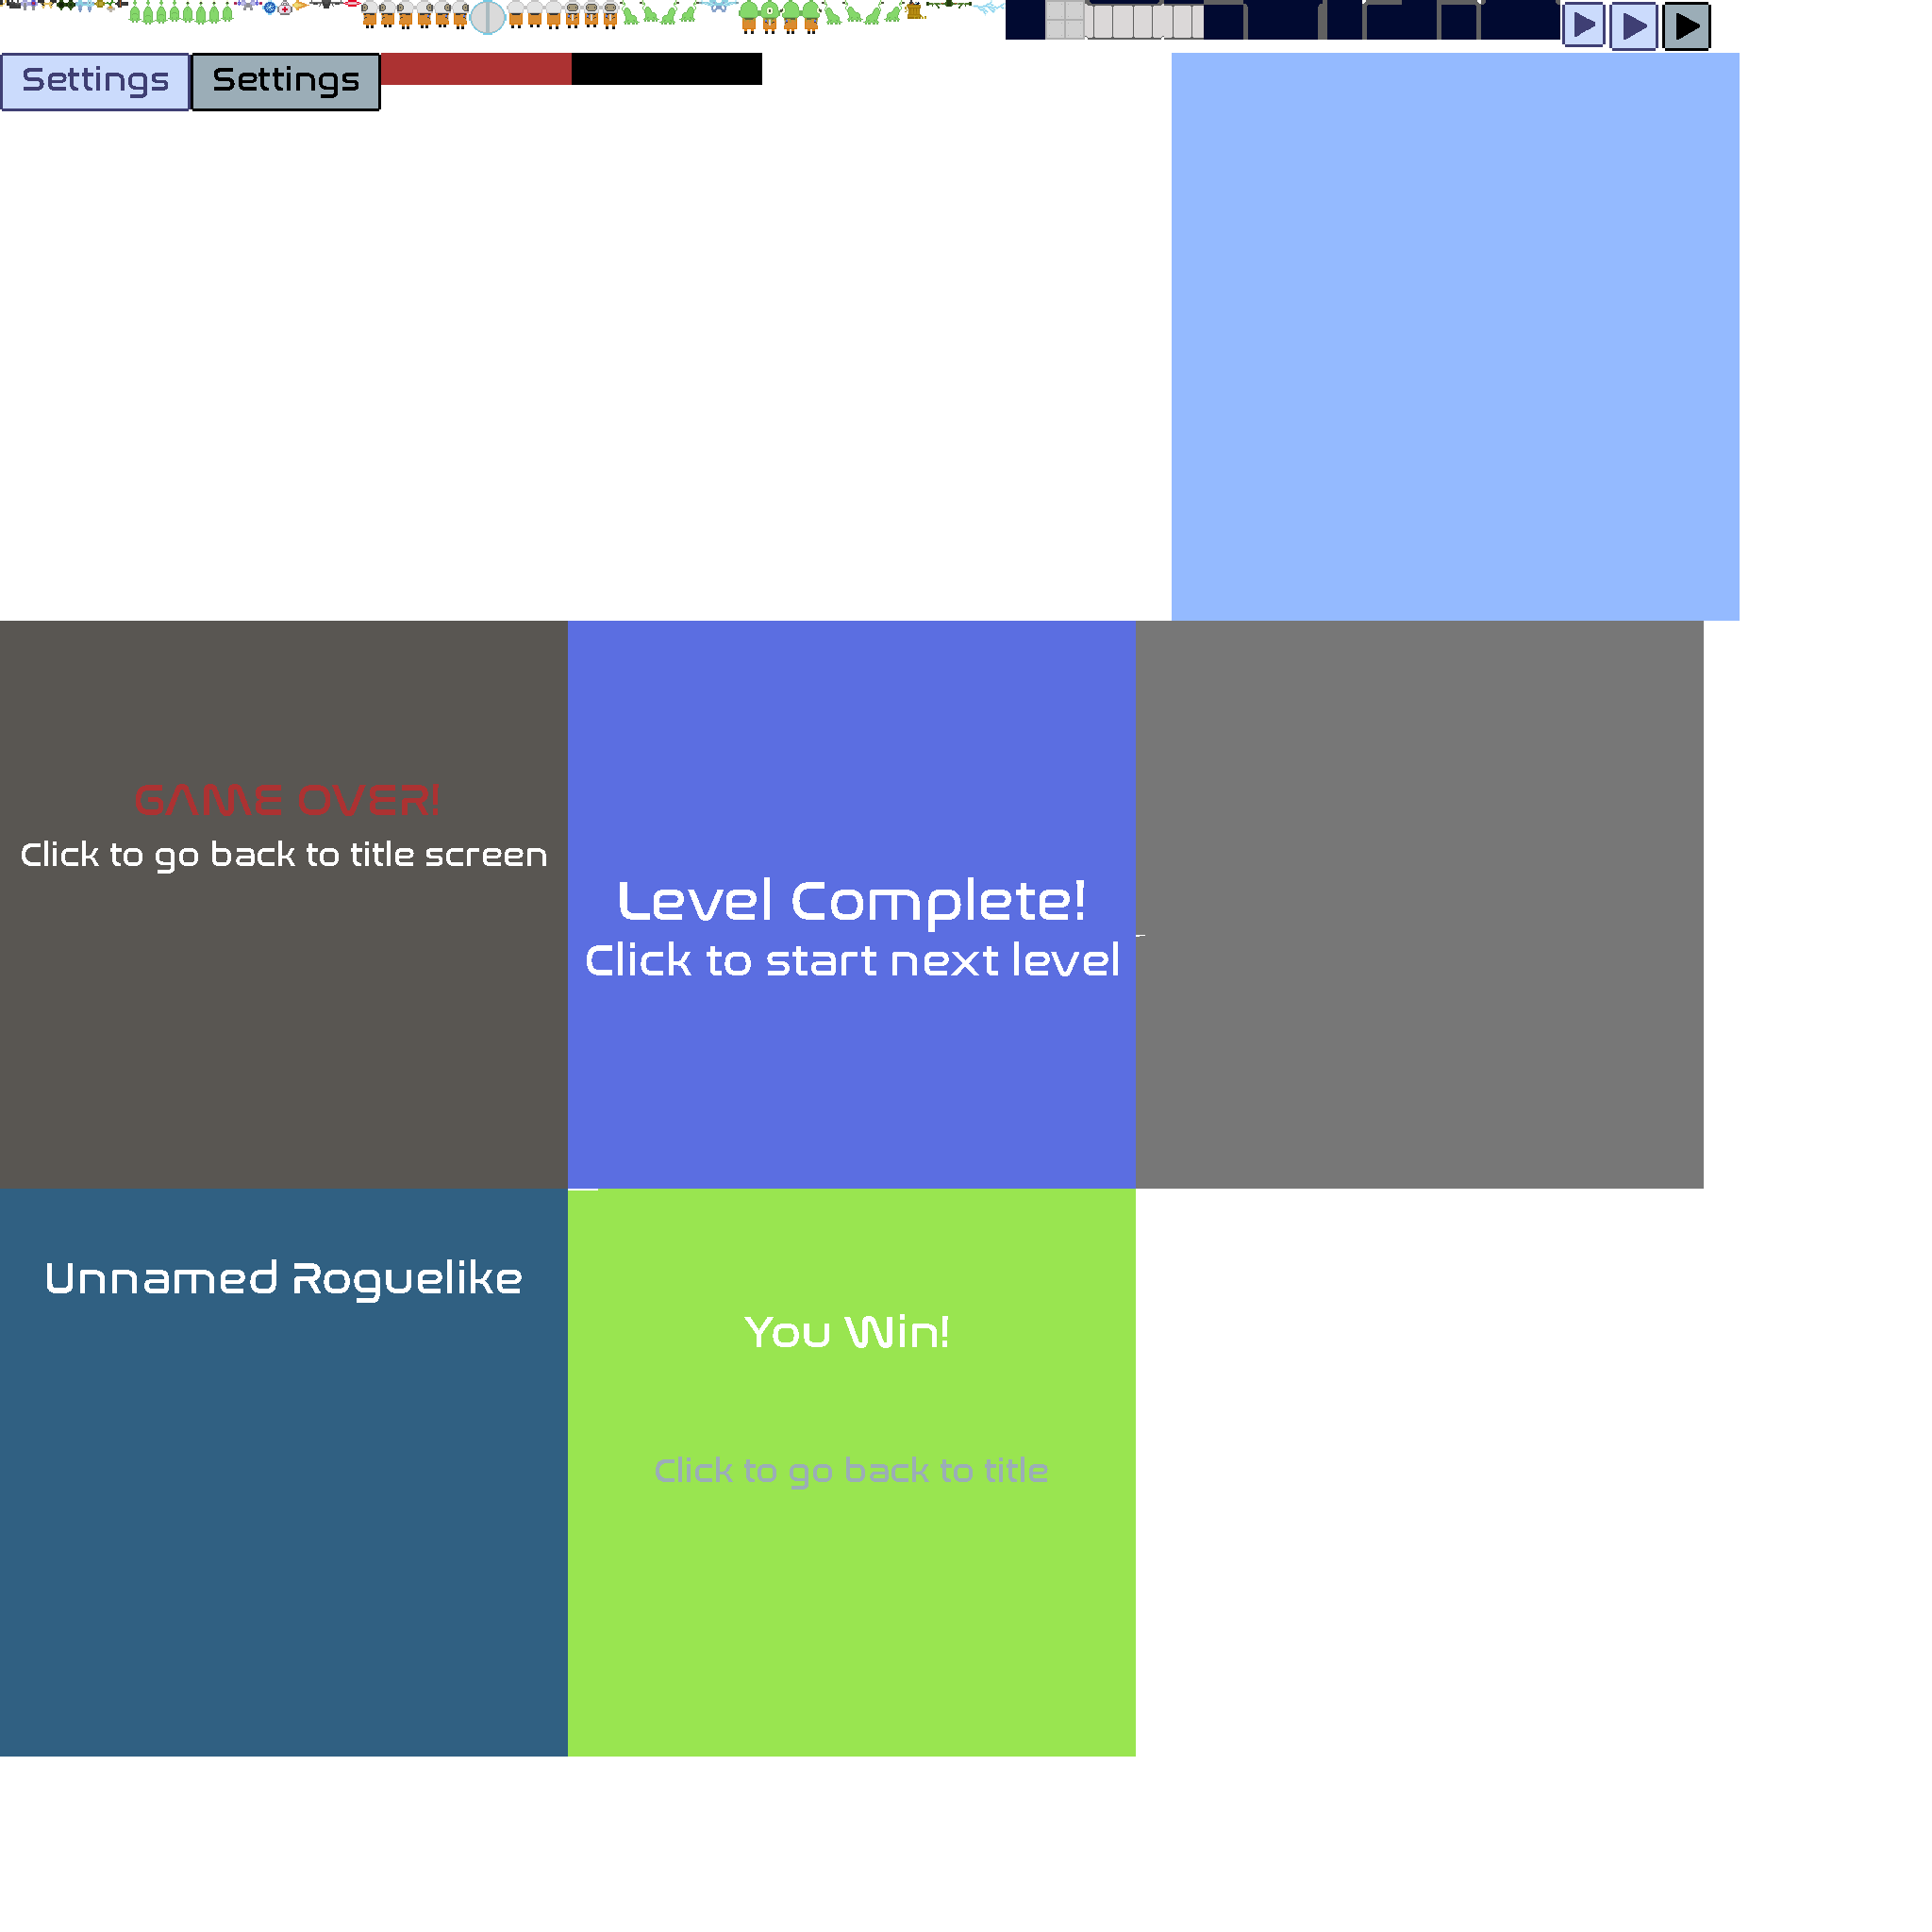 Settings
Settings
GAME OVER!
Click to go back to title screen
Level Complete!
Click to start next level
Unnamed Roguelike
You Win!
Click to go back to title